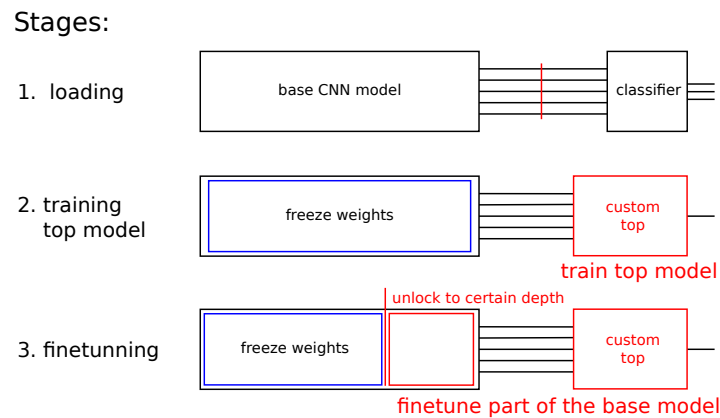 Stages:
1. loading
base CNN model
classifier
2. training
top model
freeze weights
custom
top
train top model
unlock to certain depth
3. finetunning
freeze weights
custom
top
finetune part of the base model